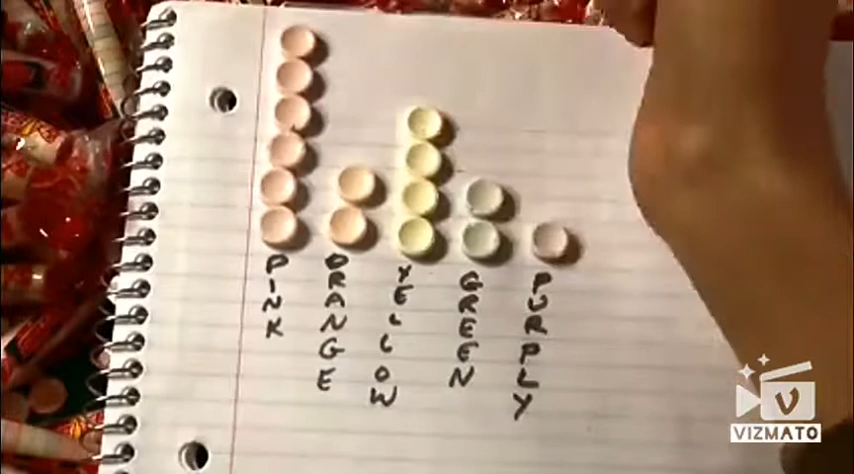 PINK
ORANGE
YELLOW
GREEN
PURPLY
VIZMATO